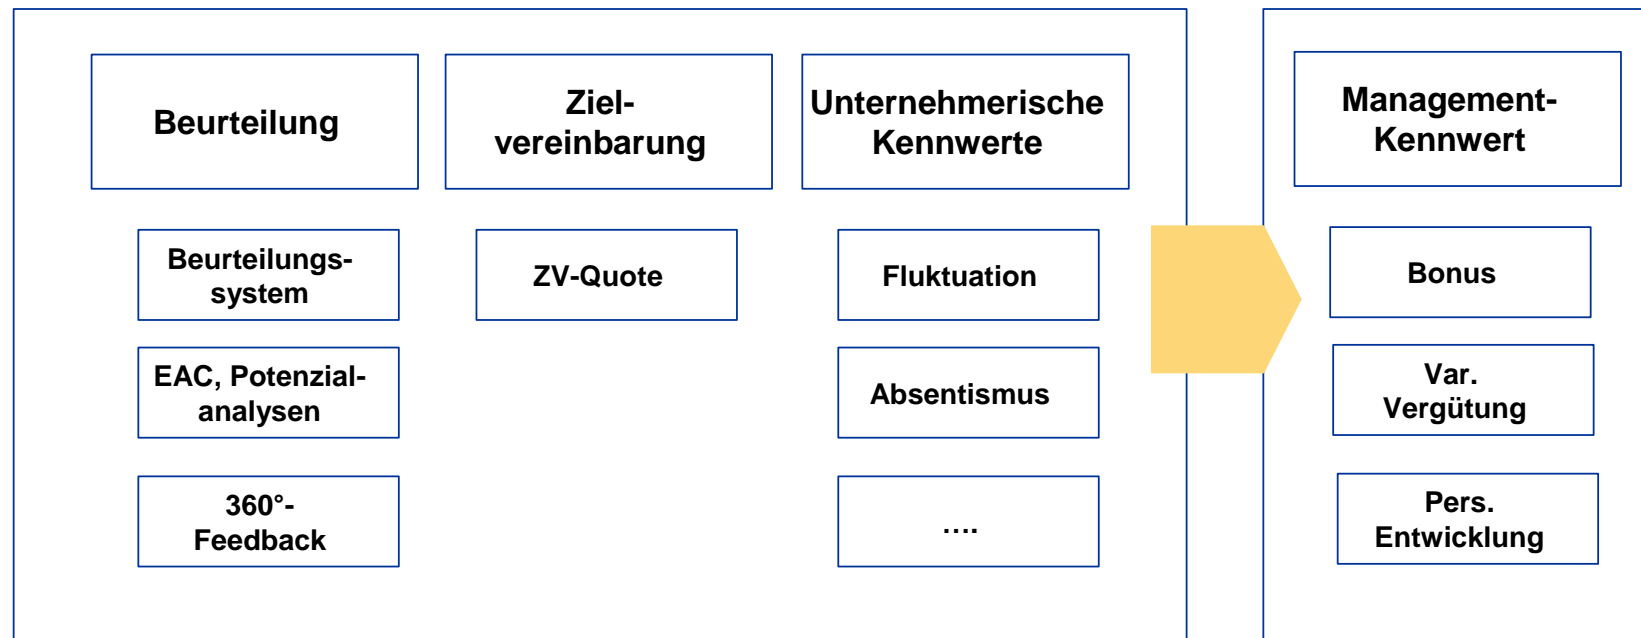 Beurteilung
Ziel-
vereinbarung
Unternehmerische
Kennwerte
Management-
Kennwert
Beurteilungs-
system
ZV-Quote
Fluktuation
Bonus
EAC, Potenzial-
analysen
Absentismus
Var.
Vergütung
360°-
Feedback
....
Pers.
Entwicklung